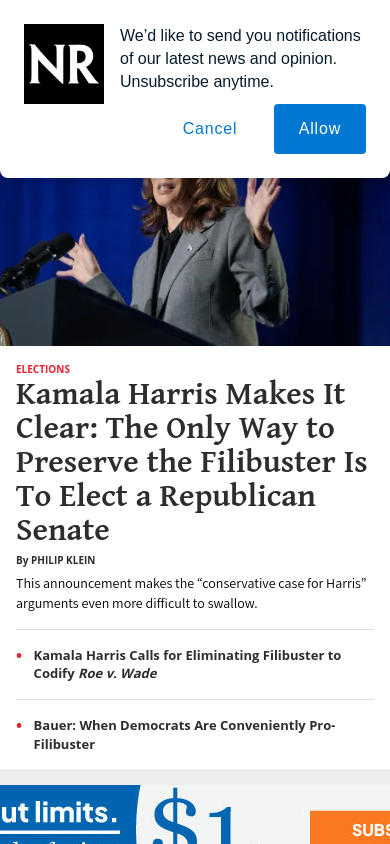 NR
We’d like to send you notifications
of our latest news and opinion.
Unsubscribe anytime.
Cancel
Allow
ELECTIONS
Kamala Harris Makes It
Clear: The Only Way to
Preserve the Filibuster Is
To Elect a Republican
Senate
By PHILIP KLEIN
This announcement makes the “conservative case for Harris”
arguments even more difficult to swallow.
• Kamala Harris Calls for Eliminating Filibuster to
Codify Roe v. Wade
• Bauer: When Democrats Are Conveniently Pro-
Filibuster
ut limits.
$1
SUBS